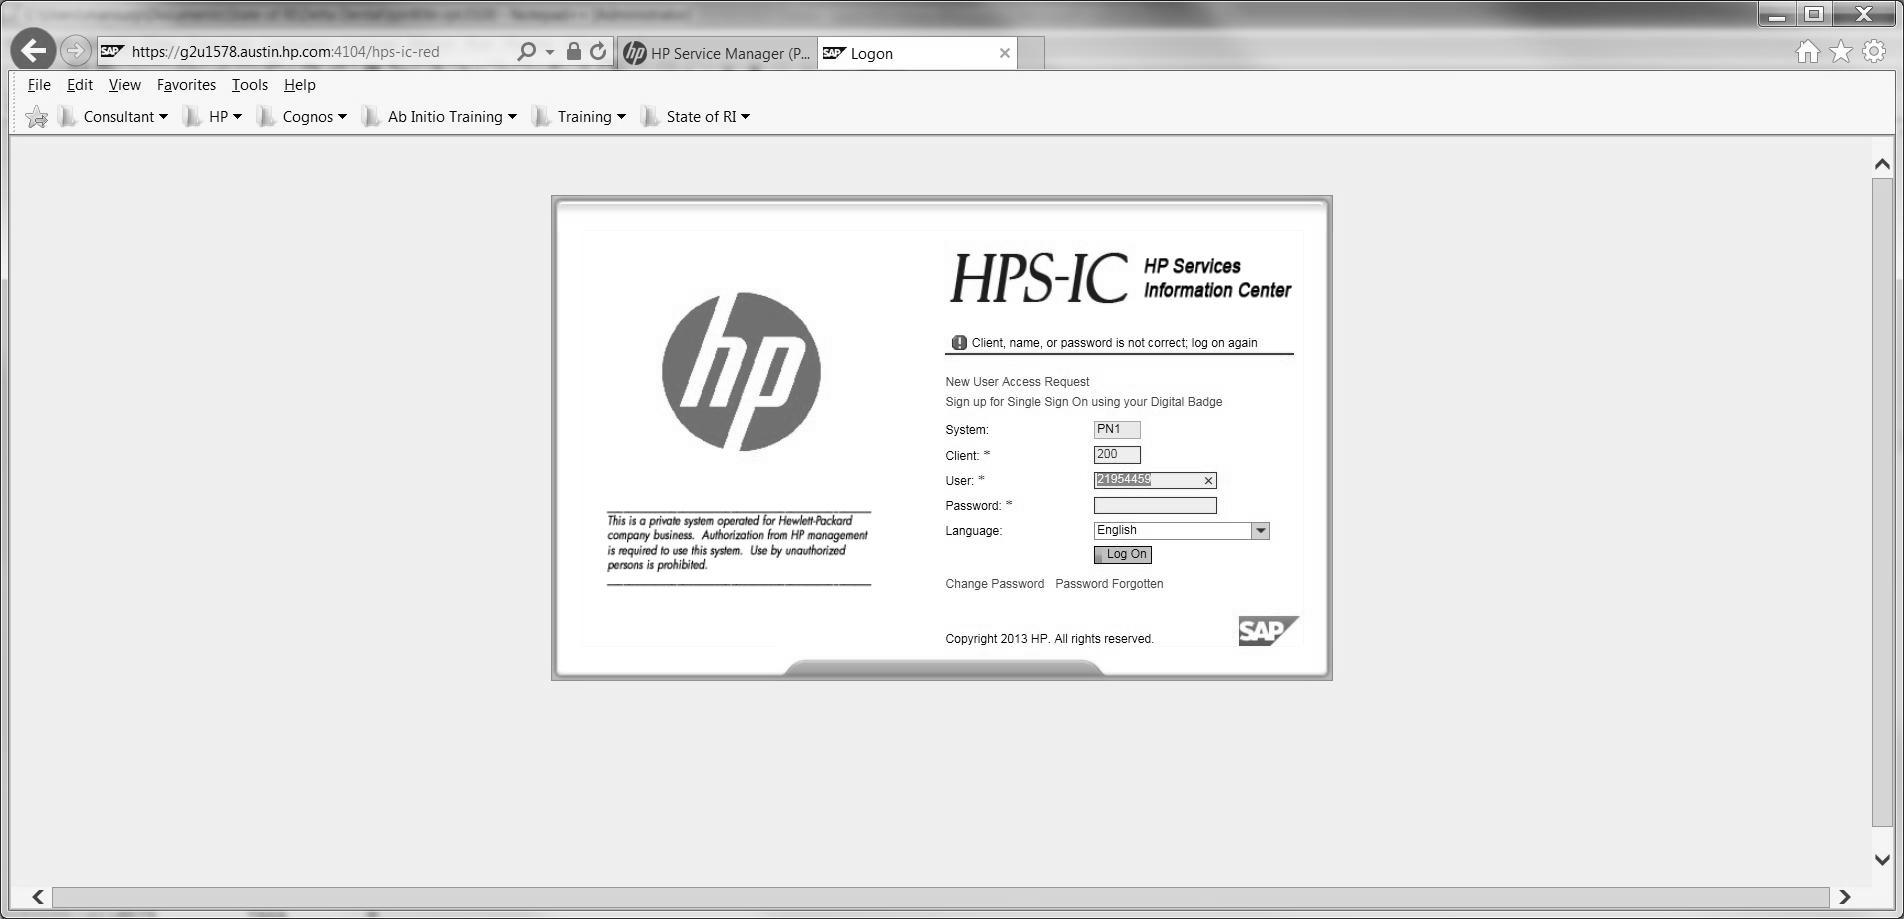 SAP https://g2u1578.austin.hp.com:4104/hps-ic-red
hp HP Service Manager (P...
SAP Logon
File Edit View Favorites Tools Help
Consultant HP Cognos Ab Initio Training Training State of RI
HPS-IC HP Services
Information Center
hp
Client, name, or password is not correct; log on again
New User Access Request
Sign up for Single Sign On using your Digital Badge
System: PN1
Client: * 200
User: * 21954459
Password: *
Language: English
Log On
This is a private system operated for Hewlett-Packard
company business. Authorization from HP management
is required to use this system. Use by unauthorized
persons is prohibited.
Change Password Password Forgotten
Copyright 2013 HP. All rights reserved.
SAP